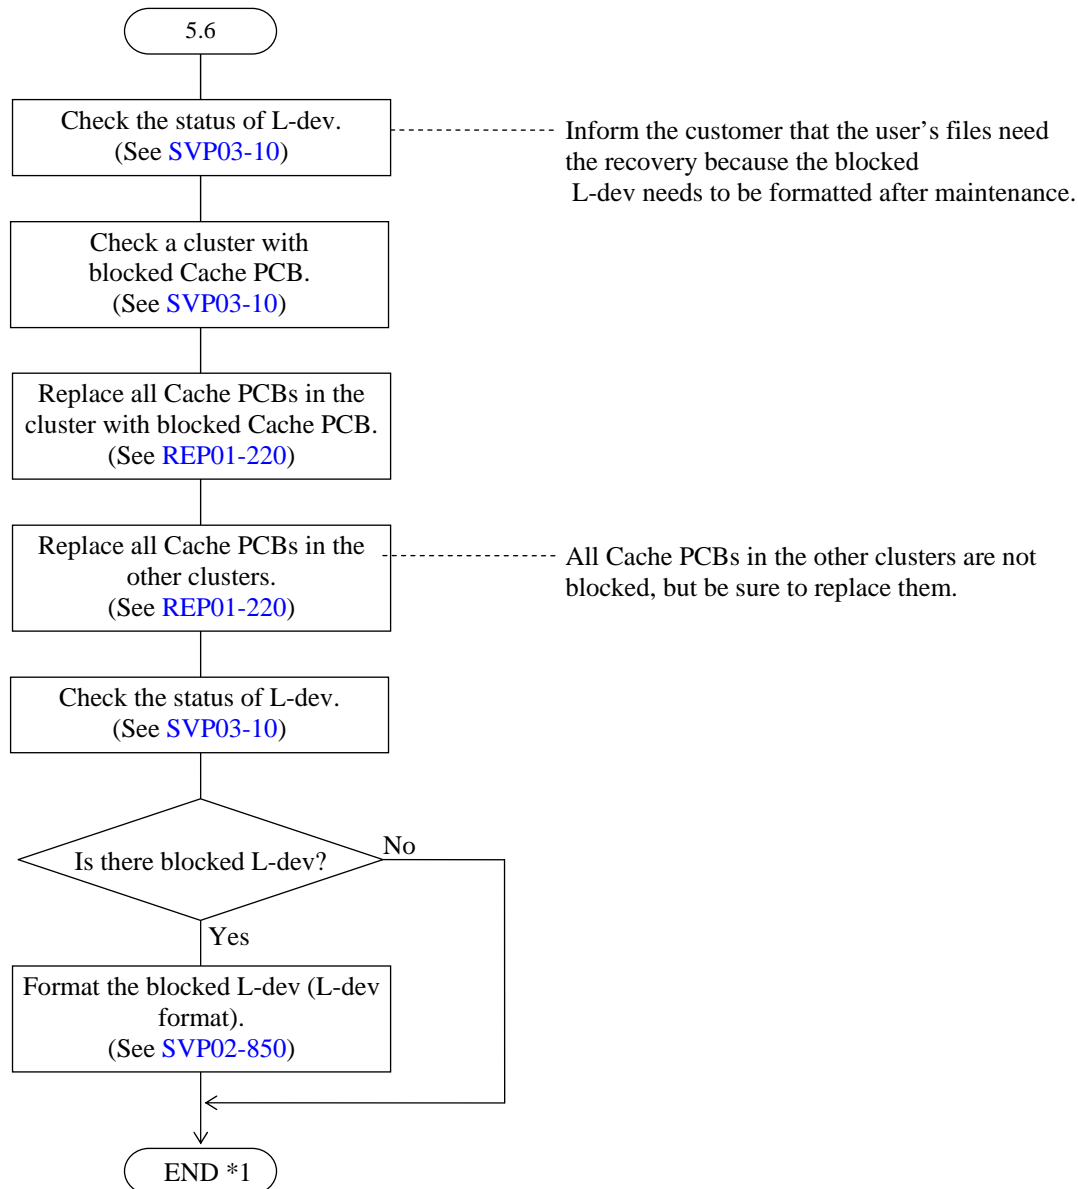 5.6
Check the status of L-dev.
(See SVP03-10)
Inform the customer that the user’s files need
the recovery because the blocked
L-dev needs to be formatted after maintenance.
Check a cluster with
blocked Cache PCB.
(See SVP03-10)
Replace all Cache PCBs in the
cluster with blocked Cache PCB.
(See REP01-220)
Replace all Cache PCBs in the
other clusters.
(See REP01-220)
All Cache PCBs in the other clusters are not
blocked, but be sure to replace them.
Check the status of L-dev.
(See SVP03-10)
Is there blocked L-dev?
No
Yes
Format the blocked L-dev (L-dev
format).
(See SVP02-850)
END *1